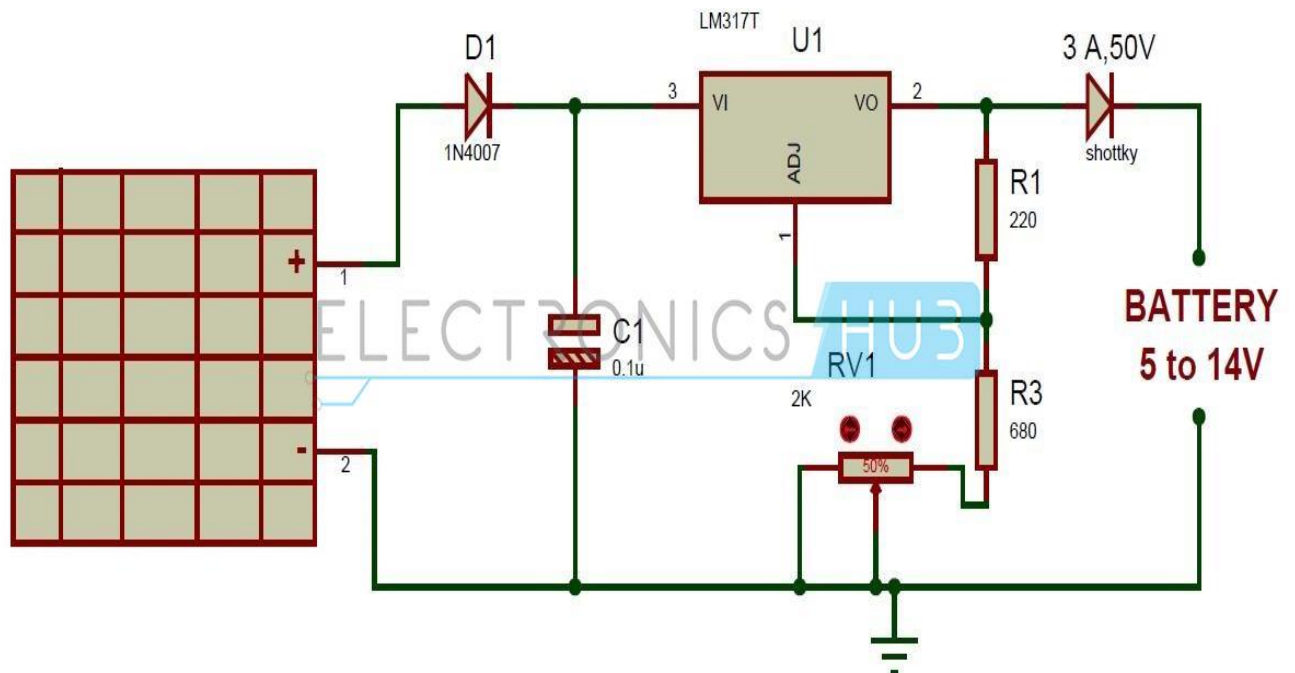 LM317T
U1
D1
1N4007
3
VI
VO
2
ADJ
1
3 A,50V
shottky
R1
220
+
1
-
2
ELECTRONICS HUB
C1
0.1u
RV1
2K
50%
R3
680
BATTERY
5 to 14V